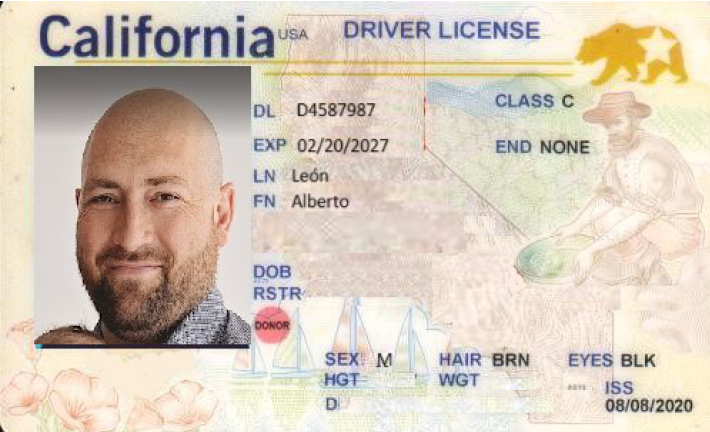 California USA DRIVER LICENSE
DL D4587987 CLASS C
EXP 02/20/2027 END NONE
LN León
FN Alberto
DOB
RSTR
DONOR
SEX: M HAIR BRN EYES BLK
HGT WGT ISS
D 08/08/2020